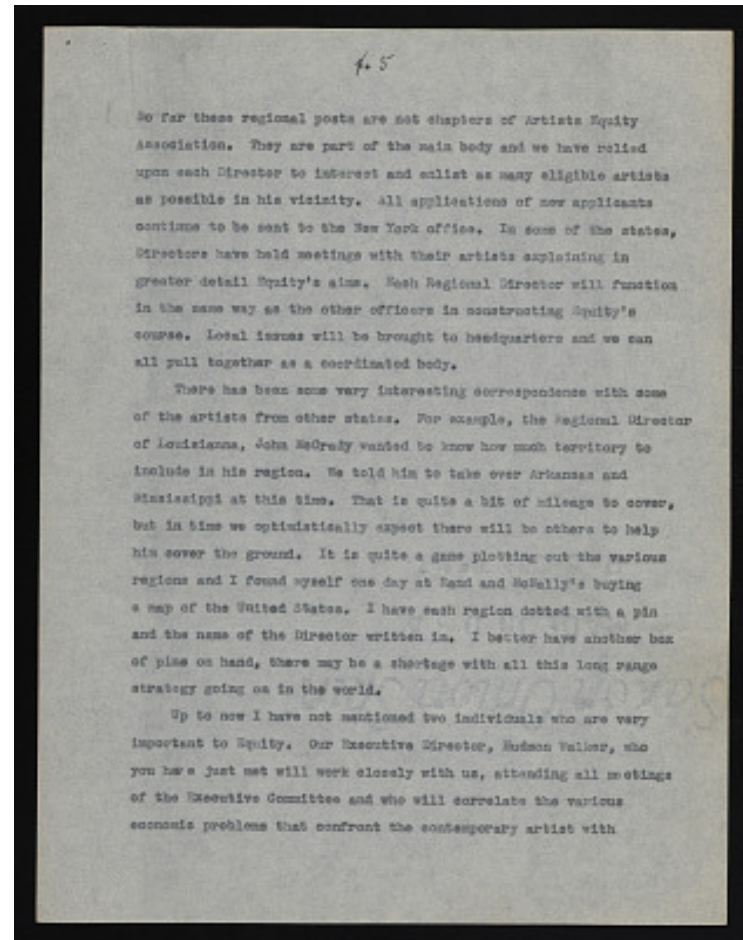 p. 5
So far these regional posts are not chapters of Artists Equity
Association. They are part of the main body and we have relied
upon each Director to interest and enlist as many eligible artists
as possible in his vicinity. All applications of new applicants
continue to be sent to the New York office. In some of the states,
Directors have held meetings with their artists explaining in
greater detail Equity's aims. Each Regional Director will function
in the same way as the other officers in constructing Equity's
course. Local issues will be brought to headquarters and we can
all pull together as a coordinated body.
There has been some very interesting correspondence with some
of the artists from other states. For example, the Regional Director
of Louisianna, John McCrady wanted to know how much territory to
include in his region. We told him to take over Arkansas and
Mississippi at this time. That is quite a bit of mileage to cover,
but in time we optimistically expect there will be others to help
him cover the ground. It is quite a game plotting out the various
regions and I found myself one day at Rand and McNally's buying
a map of the United States. I have each region dotted with a pin
and the name of the Director written in. I better have another box
of pins on hand, there may be a shortage with all this long range
strategy going on in the world.
Up to now I have not mentioned two individuals who are very
important to Equity. Our Executive Director, Hudson Walker, who
you have just met will work closely with us, attending all meetings
of the Executive Committee and who will correlate the various
economic problems that confront the contemporary artist with